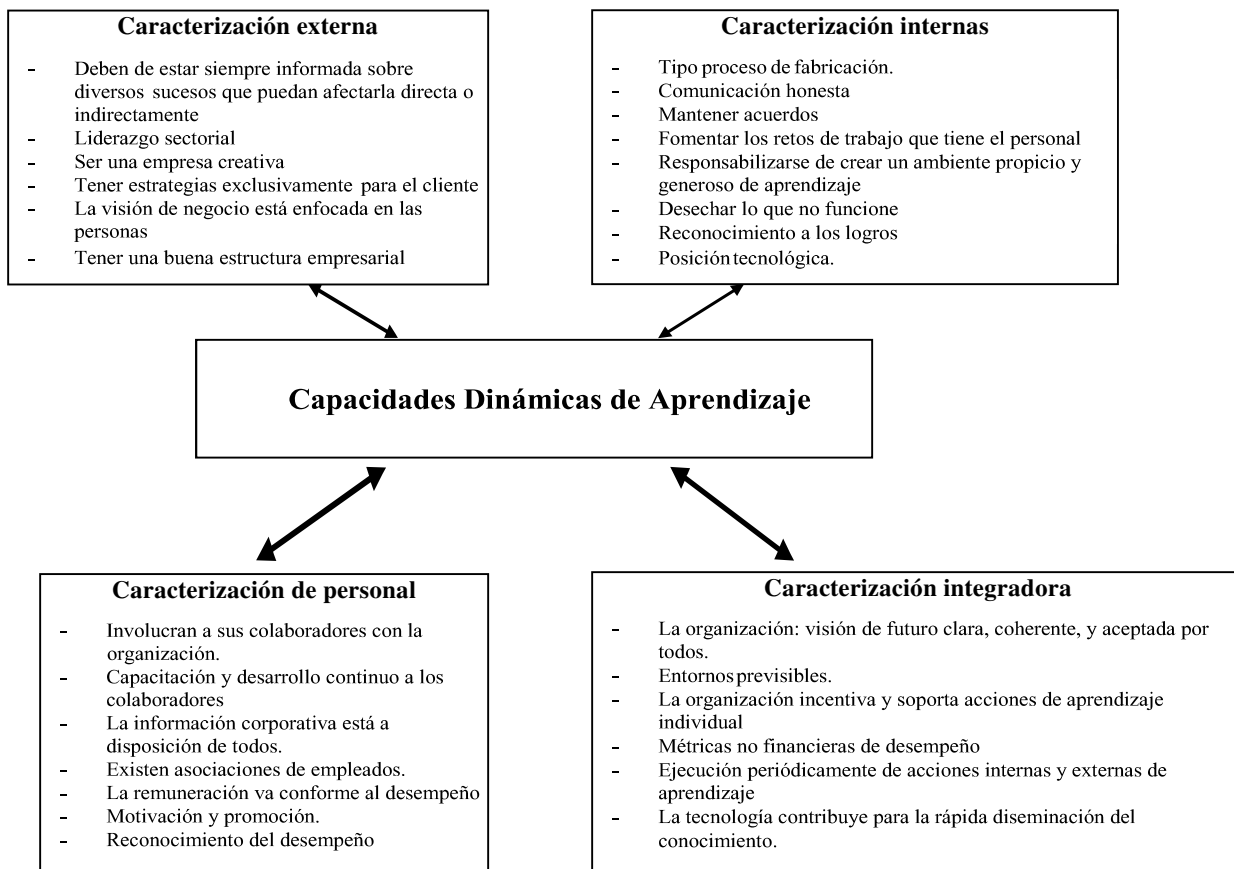 Caracterización externa
- Deben de estar siempre informada sobre
diversos sucesos que puedan afectarla directa o
indirectamente
- Liderazgo sectorial
- Ser una empresa creativa
- Tener estrategias exclusivamente para el cliente
- La visión de negocio está enfocada en las
personas
- Tener una buena estructura empresarial
Caracterización internas
- Tipo proceso de fabricación.
- Comunicación honesta
- Mantener acuerdos
- Fomentar los retos de trabajo que tiene el personal
- Responsabilizarse de crear un ambiente propicio y
generoso de aprendizaje
- Desechar lo que no funcione
- Reconocimiento a los logros
- Posición tecnológica.
Capacidades Dinámicas de Aprendizaje
Caracterización de personal
- Involucran a sus colaboradores con la
organización.
- Capacitación y desarrollo continuo a los
colaboradores
- La información corporativa está a
disposición de todos.
- Existen asociaciones de empleados.
- La remuneración va conforme al desempeño
- Motivación y promoción.
- Reconocimiento del desempeño
Caracterización integradora
- La organización: visión de futuro clara, coherente, y aceptada por
todos.
- Entornos previsibles.
- La organización incentiva y soporta acciones de aprendizaje
individual
- Métricas no financieras de desempeño
- Ejecución periódicamente de acciones internas y externas de
aprendizaje
- La tecnología contribuye para la rápida diseminación del
conocimiento.